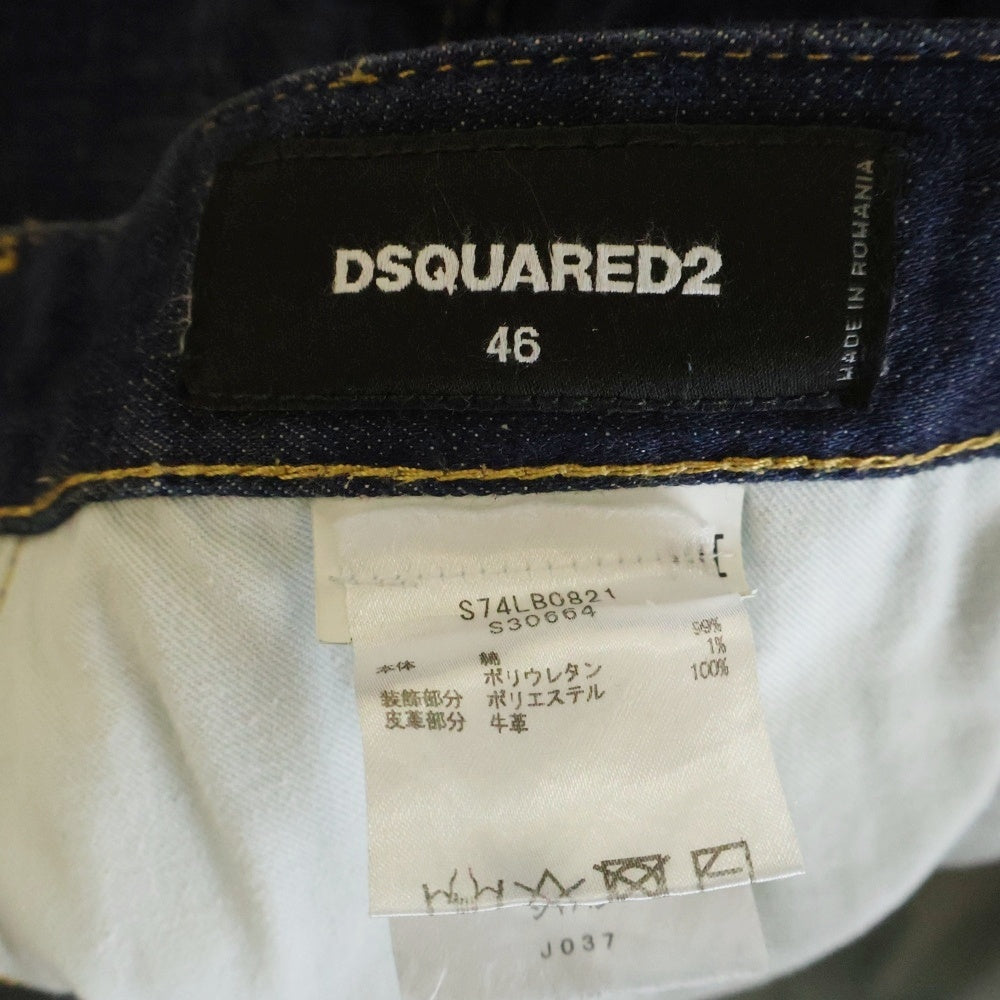 DSQUARED2
46
MADE IN ROMANIA
S74LB0821
S30664
本体 綿 99%
ポリウレタン 1%
装飾部分 ポリエステル 100%
皮革部分 牛革
J037